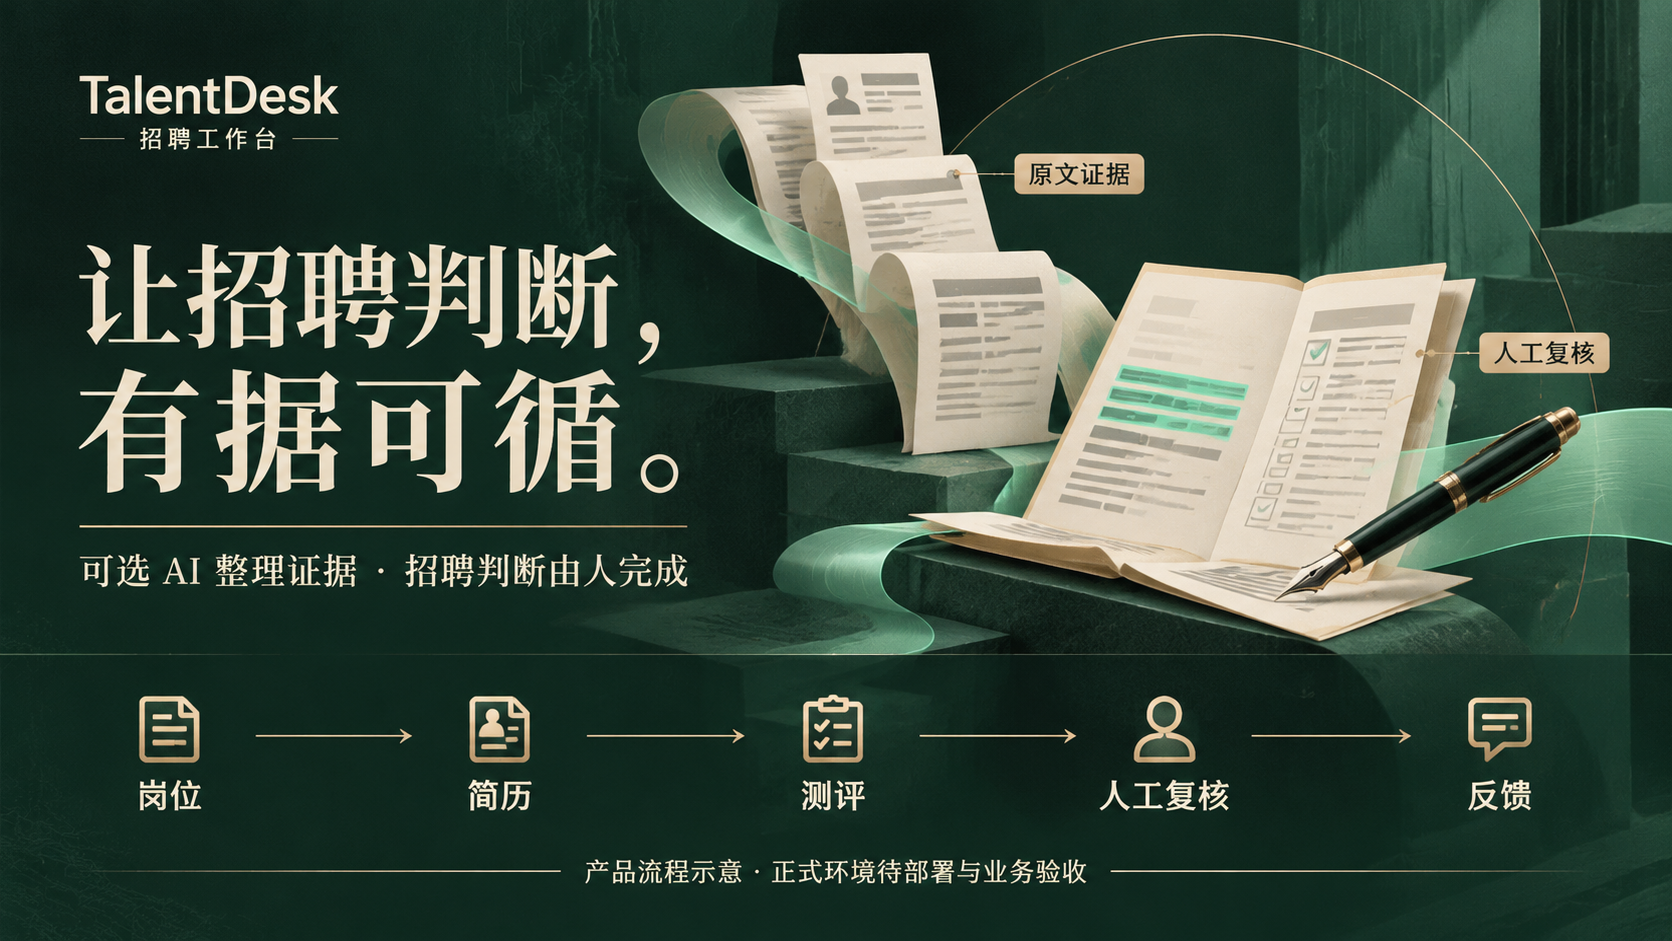 TalentDesk
招聘工作台
原文证据
让招聘判断，
有据可循。
人工复核
可选 AI 整理证据 · 招聘判断由人完成
岗位
简历
测评
人工复核
反馈
产品流程示意 · 正式环境待部署与业务验收